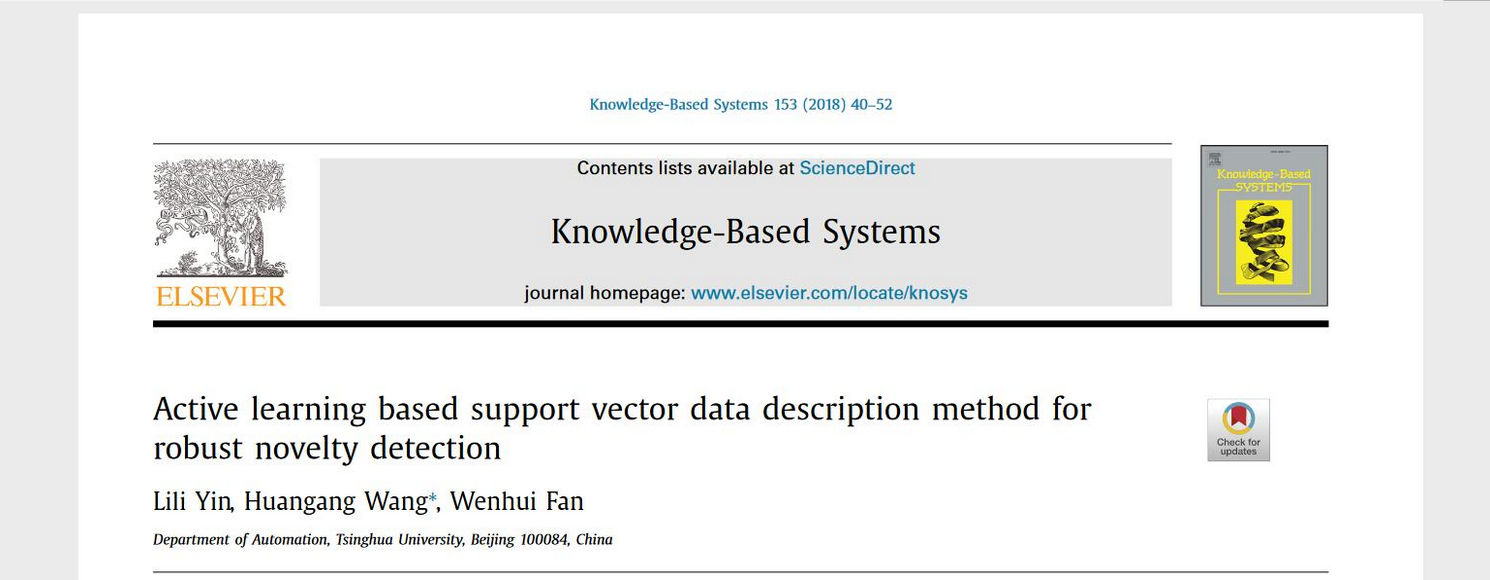 Knowledge-Based Systems 153 (2018) 40–52
Contents lists available at ScienceDirect
Knowledge-Based Systems
journal homepage: www.elsevier.com/locate/knosys
ELSEVIER
Knowledge-Based
SYSTEMS
Active learning based support vector data description method for
robust novelty detection
Check for
updates
Lili Yin, Huangang Wang*, Wenhui Fan
Department of Automation, Tsinghua University, Beijing 100084, China